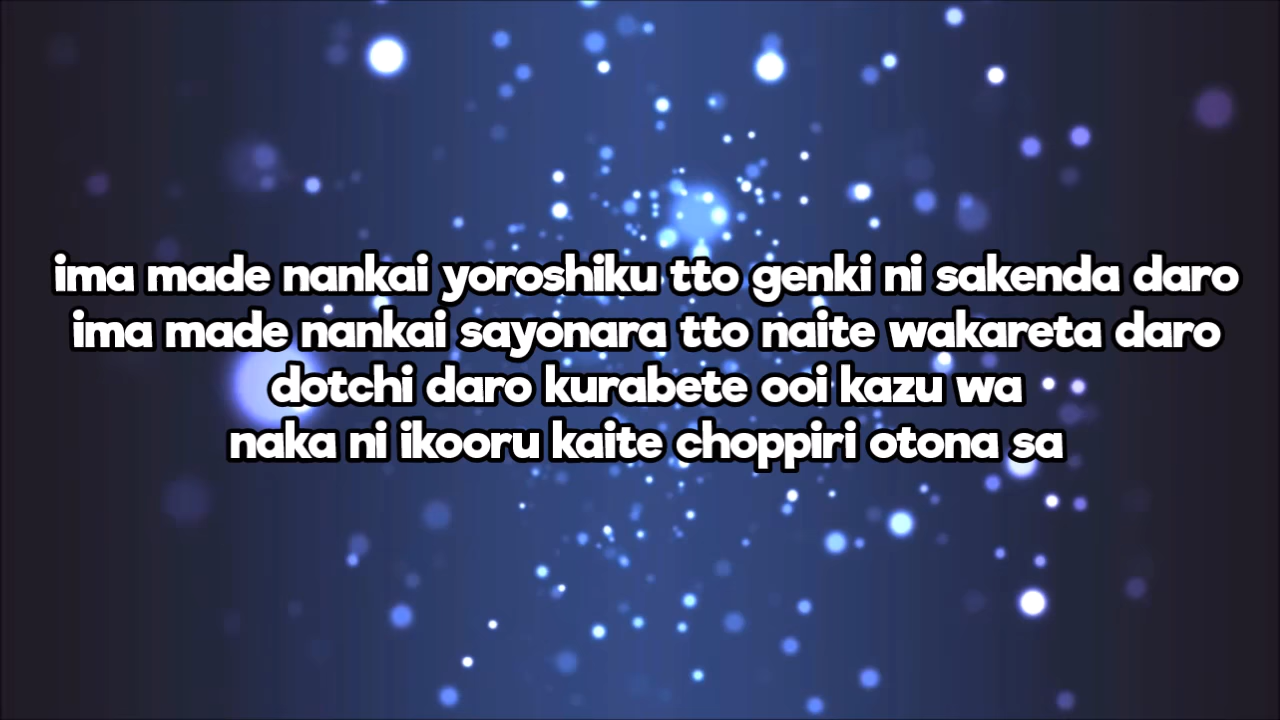 ima made nankai yoroshiku tto genki ni sakenda daro
ima made nankai sayonara tto naite wakareta daro
dotchi daro kurabete ooi kazu wa
naka ni ikooru kaite choppiri otona sa